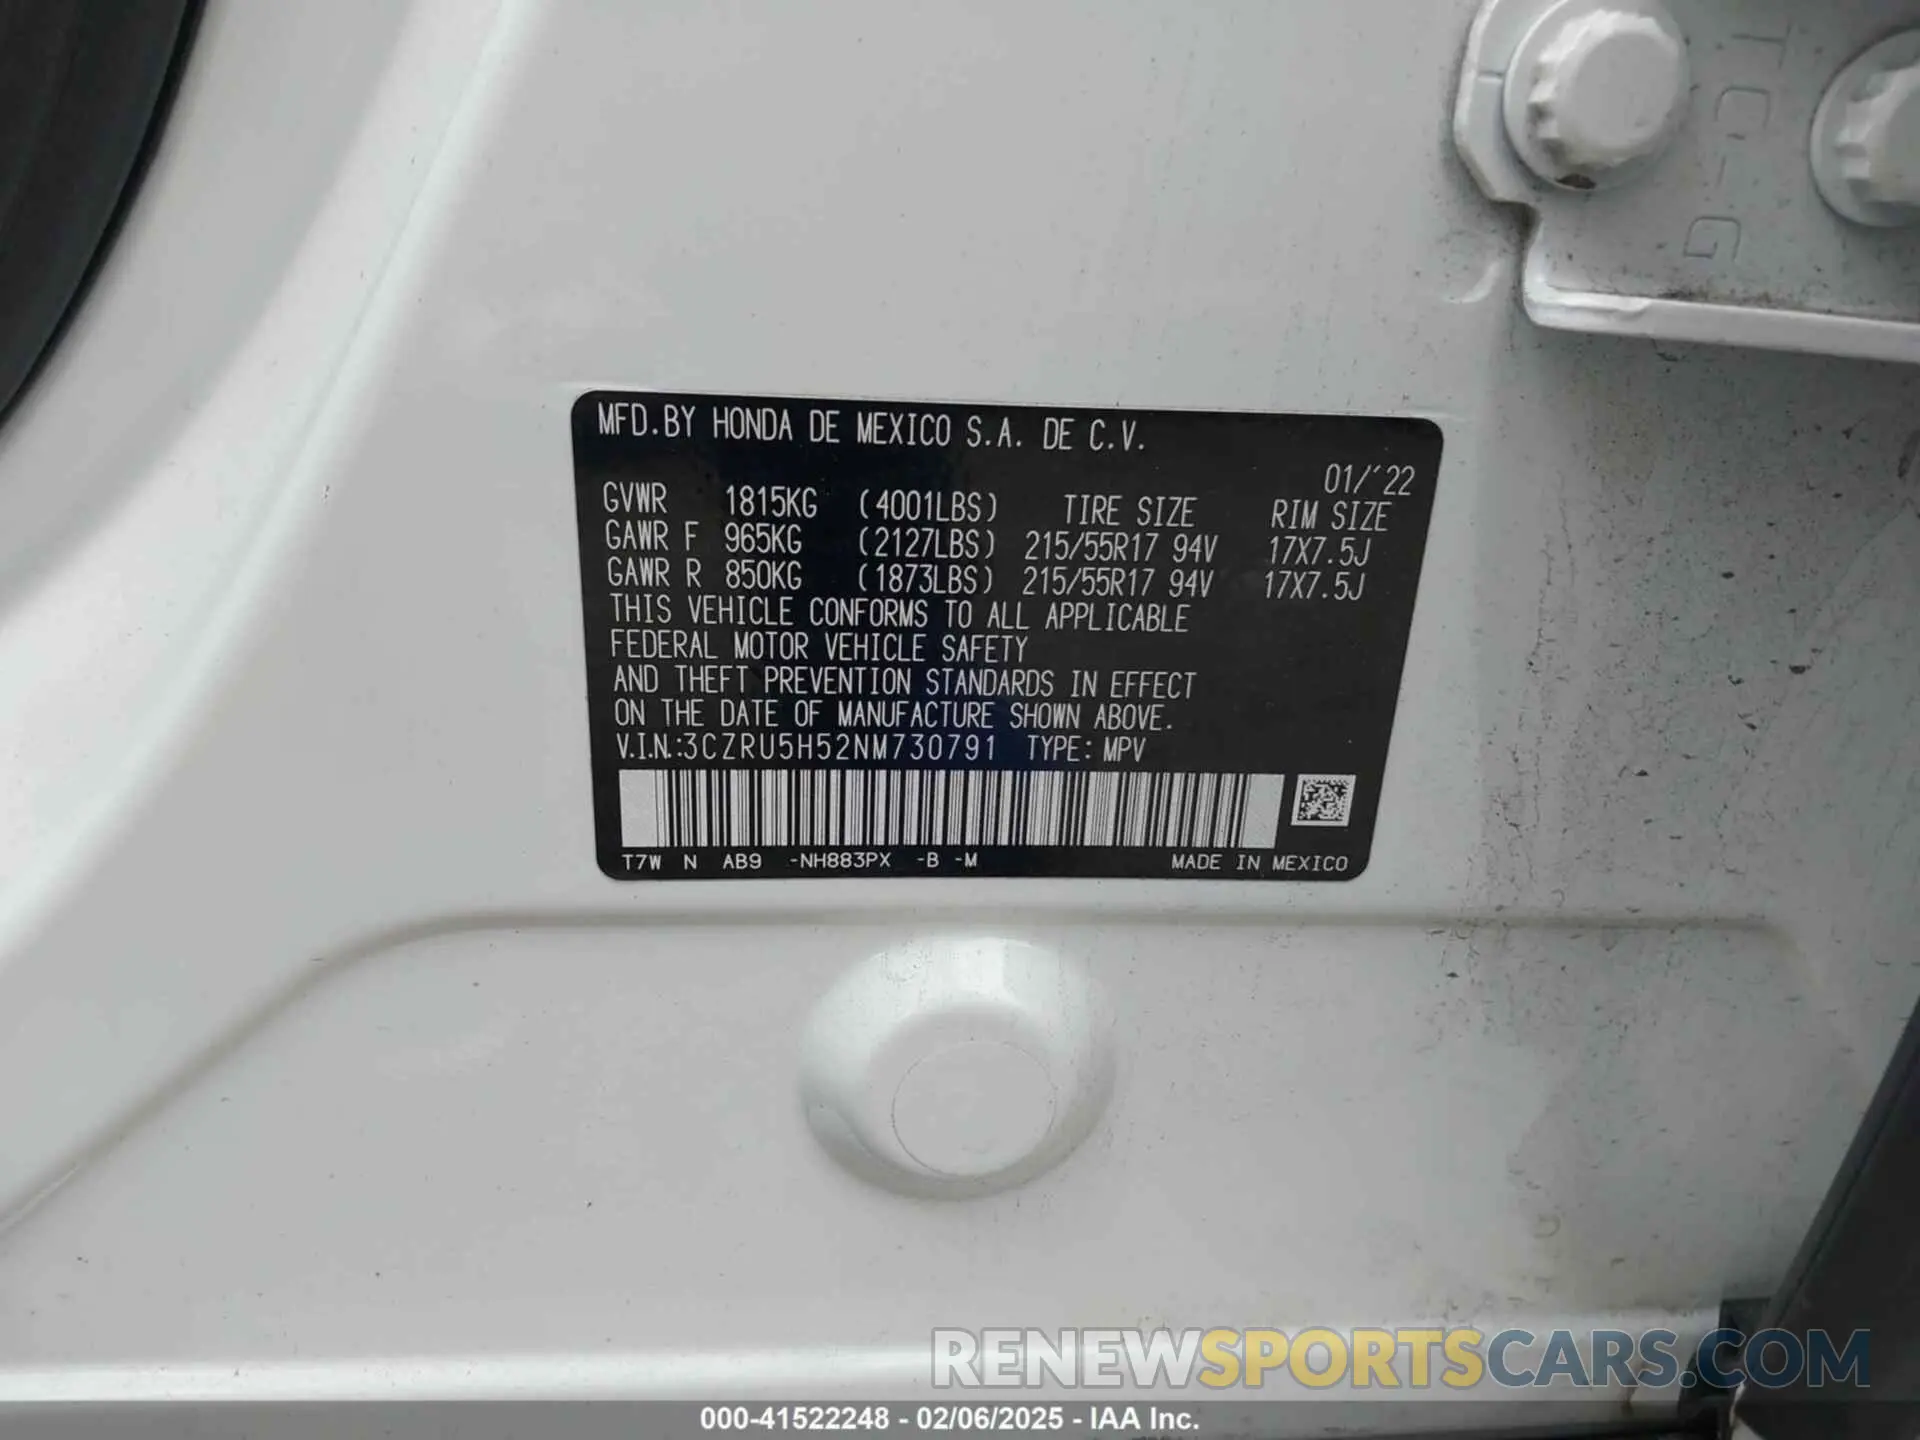 TC-G
MFD.BY HONDA DE MEXICO S.A. DE C.V.
01/'22
GVWR 1815KG (4001LBS) TIRE SIZE RIM SIZE
GAWR F 965KG (2127LBS) 215/55R17 94V 17X7.5J
GAWR R 850KG (1873LBS) 215/55R17 94V 17X7.5J
THIS VEHICLE CONFORMS TO ALL APPLICABLE
FEDERAL MOTOR VEHICLE SAFETY
AND THEFT PREVENTION STANDARDS IN EFFECT
ON THE DATE OF MANUFACTURE SHOWN ABOVE.
V.I.N.:3CZRU5H52NM730791 TYPE: MPV
T7W N AB9 -NH883PX -B -M MADE IN MEXICO
RENEWSPORTSCARS.COM
000-41522248 - 02/06/2025 - IAA Inc.